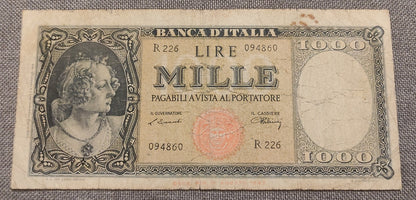 BANCA D'ITALIA
R 226 LIRE 094860 1000
MILLE
PAGABILI A VISTA AL PORTATORE
IL GOVERNATORE IL CASSIERE
094860 R 226
1000